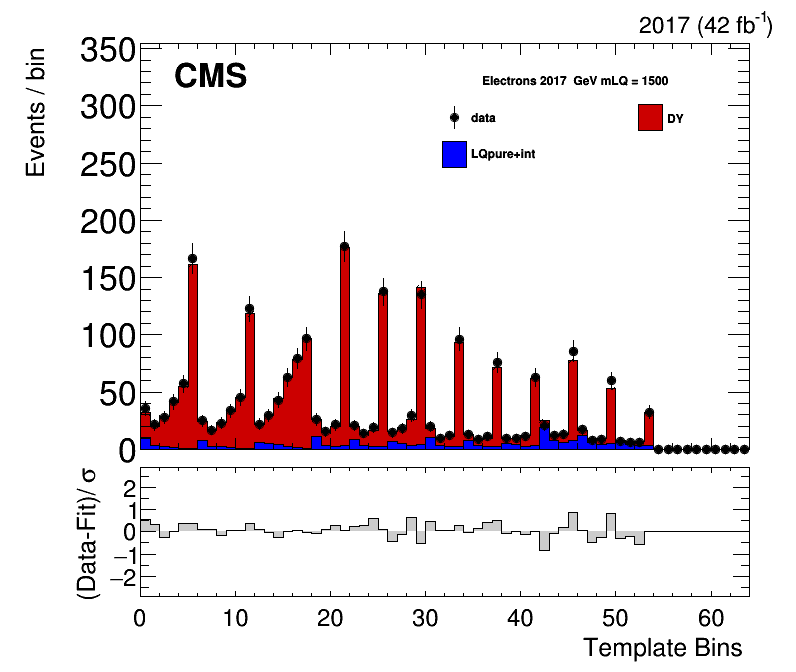 2017 (42 fb-1)
Events / bin
350
300
250
200
150
100
50
0
CMS
Electrons 2017 GeV mLQ = 1500
data
DY
LQpure+int
(Data-Fit)/ σ
2
1
0
−1
−2
0 10 20 30 40 50 60
Template Bins